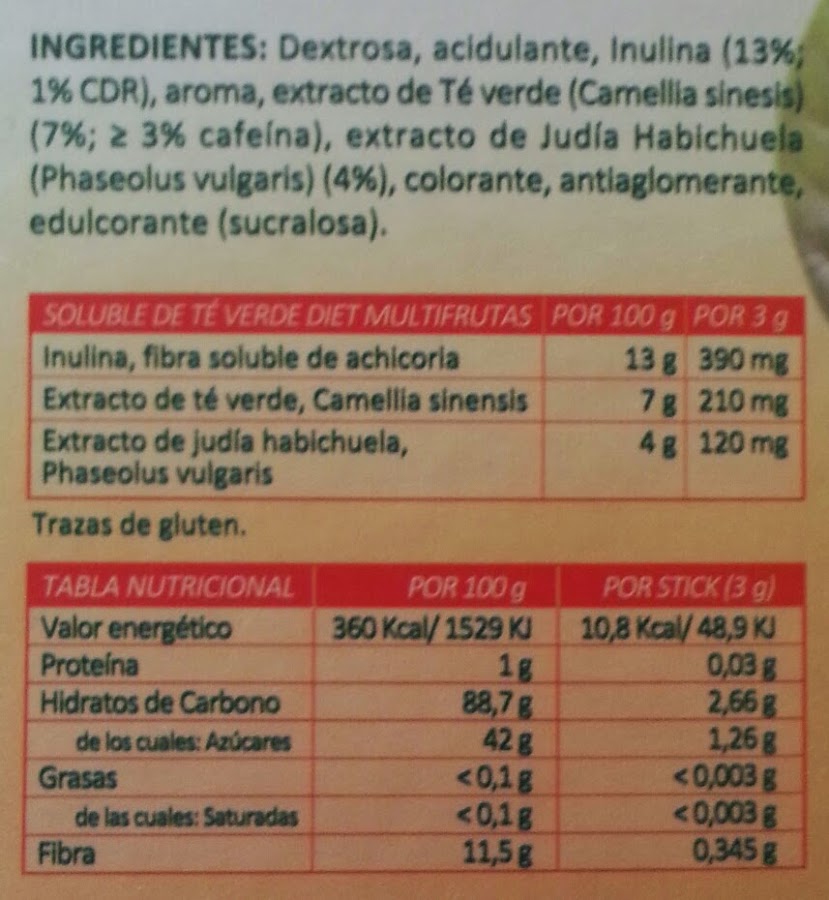 INGREDIENTES: Dextrosa, acidulante, Inulina (13%;
1% CDR), aroma, extracto de Té verde (Camellia sinesis)
(7%; ≥ 3% cafeína), extracto de Judía Habichuela
(Phaseolus vulgaris) (4%), colorante, antiaglomerante,
edulcorante (sucralosa).
SOLUBLE DE TÉ VERDE DIET MULTIFRUTAS POR 100 g POR 3 g
Inulina, fibra soluble de achicoria 13 g 390 mg
Extracto de té verde, Camellia sinensis 7 g 210 mg
Extracto de judía habichuela, 4 g 120 mg
Phaseolus vulgaris
Trazas de gluten.
TABLA NUTRICIONAL POR 100 g POR STICK (3 g)
Valor energético 360 Kcal/ 1529 KJ 10,8 Kcal/ 48,9 KJ
Proteína 1 g 0,03 g
Hidratos de Carbono 88,7 g 2,66 g
de los cuales: Azúcares 42 g 1,26 g
Grasas <0,1 g <0,003 g
de las cuales: Saturadas <0,1 g <0,003 g
Fibra 11,5 g 0,345 g